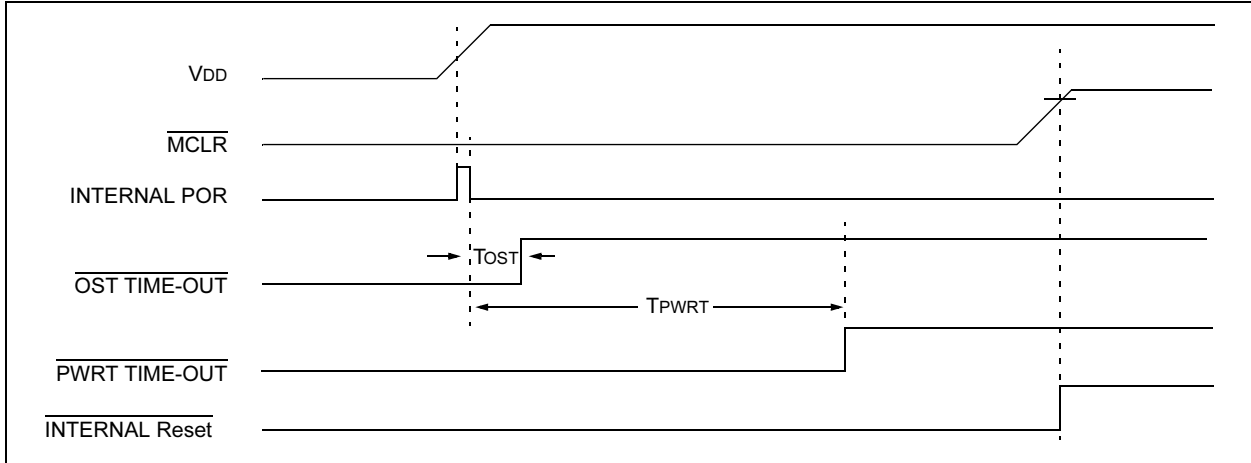 VDD
MCLR
INTERNAL POR
TOST
OST TIME-OUT
TPWRT
PWRT TIME-OUT
INTERNAL Reset